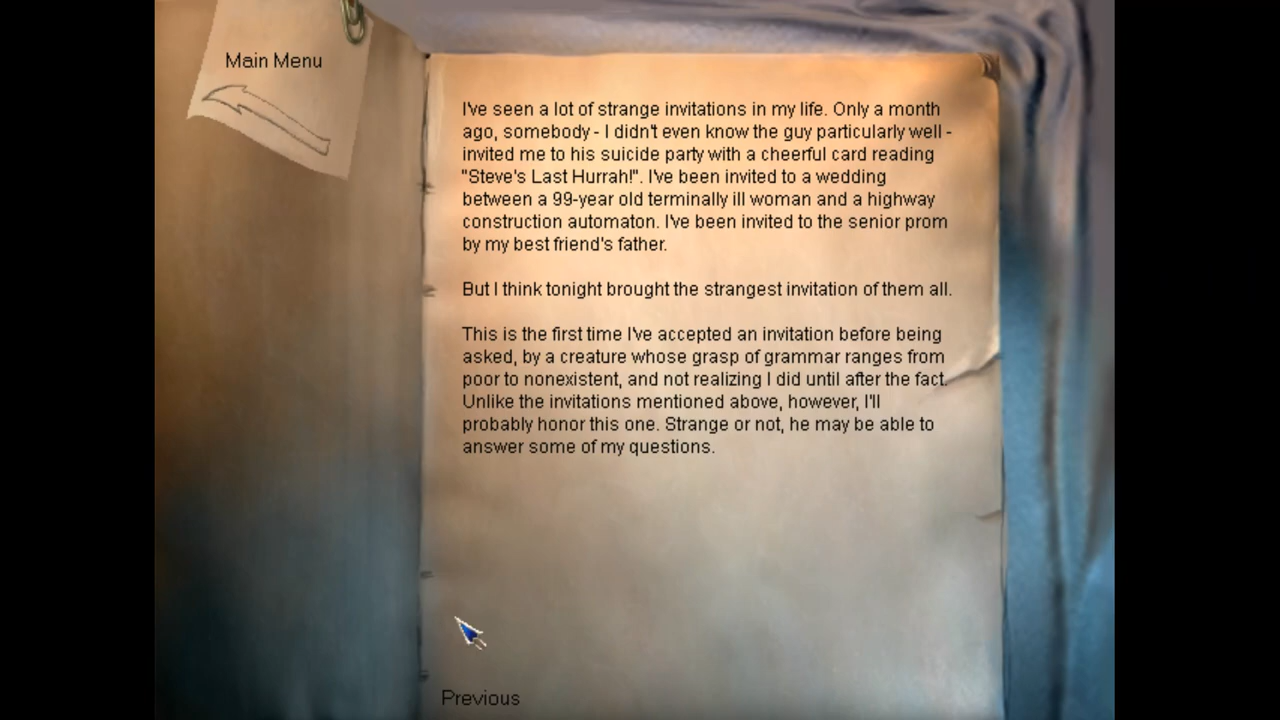 Main Menu
I've seen a lot of strange invitations in my life. Only a month
ago, somebody - I didn't even know the guy particularly well -
invited me to his suicide party with a cheerful card reading
"Steve's Last Hurrah!". I've been invited to a wedding
between a 99-year old terminally ill woman and a highway
construction automaton. I've been invited to the senior prom
by my best friend's father.
But I think tonight brought the strangest invitation of them all.
This is the first time I've accepted an invitation before being
asked, by a creature whose grasp of grammar ranges from
poor to nonexistent, and not realizing I did until after the fact.
Unlike the invitations mentioned above, however, I'll
probably honor this one. Strange or not, he may be able to
answer some of my questions.
Previous